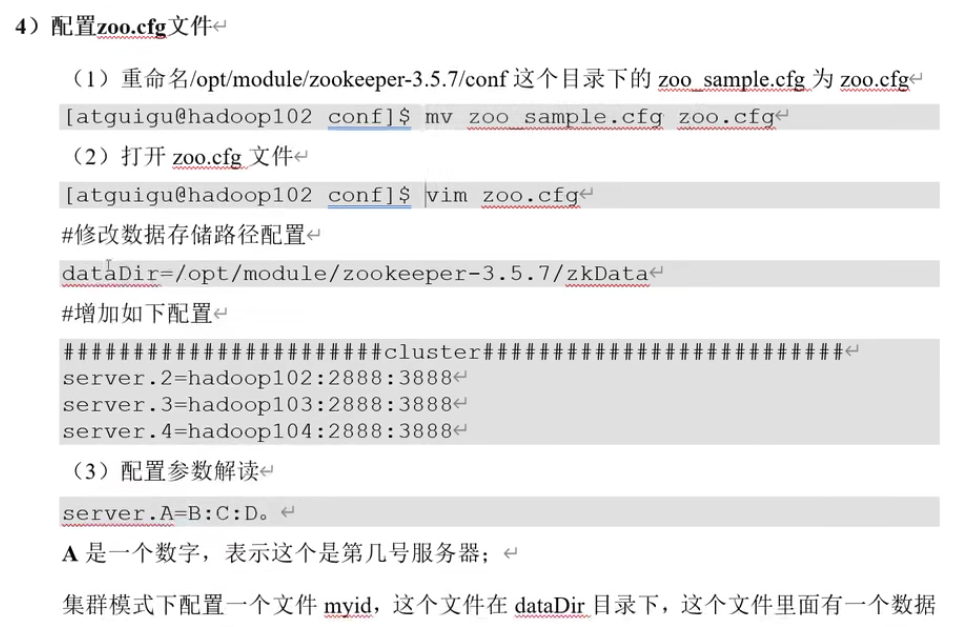 4）配置zoo.cfg文件
（1）重命名/opt/module/zookeeper-3.5.7/conf 这个目录下的 zoo_sample.cfg 为 zoo.cfg
[atguigu@hadoop102 conf]$ mv zoo_sample.cfg zoo.cfg
（2）打开 zoo.cfg 文件
[atguigu@hadoop102 conf]$ vim zoo.cfg
#修改数据存储路径配置
dataDir=/opt/module/zookeeper-3.5.7/zkData
#增加如下配置
#######################cluster##########################
server.2=hadoop102:2888:3888
server.3=hadoop103:2888:3888
server.4=hadoop104:2888:3888
（3）配置参数解读
server.A=B:C:D。
A 是一个数字，表示这个是第几号服务器；
集群模式下配置一个文件 myid，这个文件在 dataDir 目录下，这个文件里面有一个数据